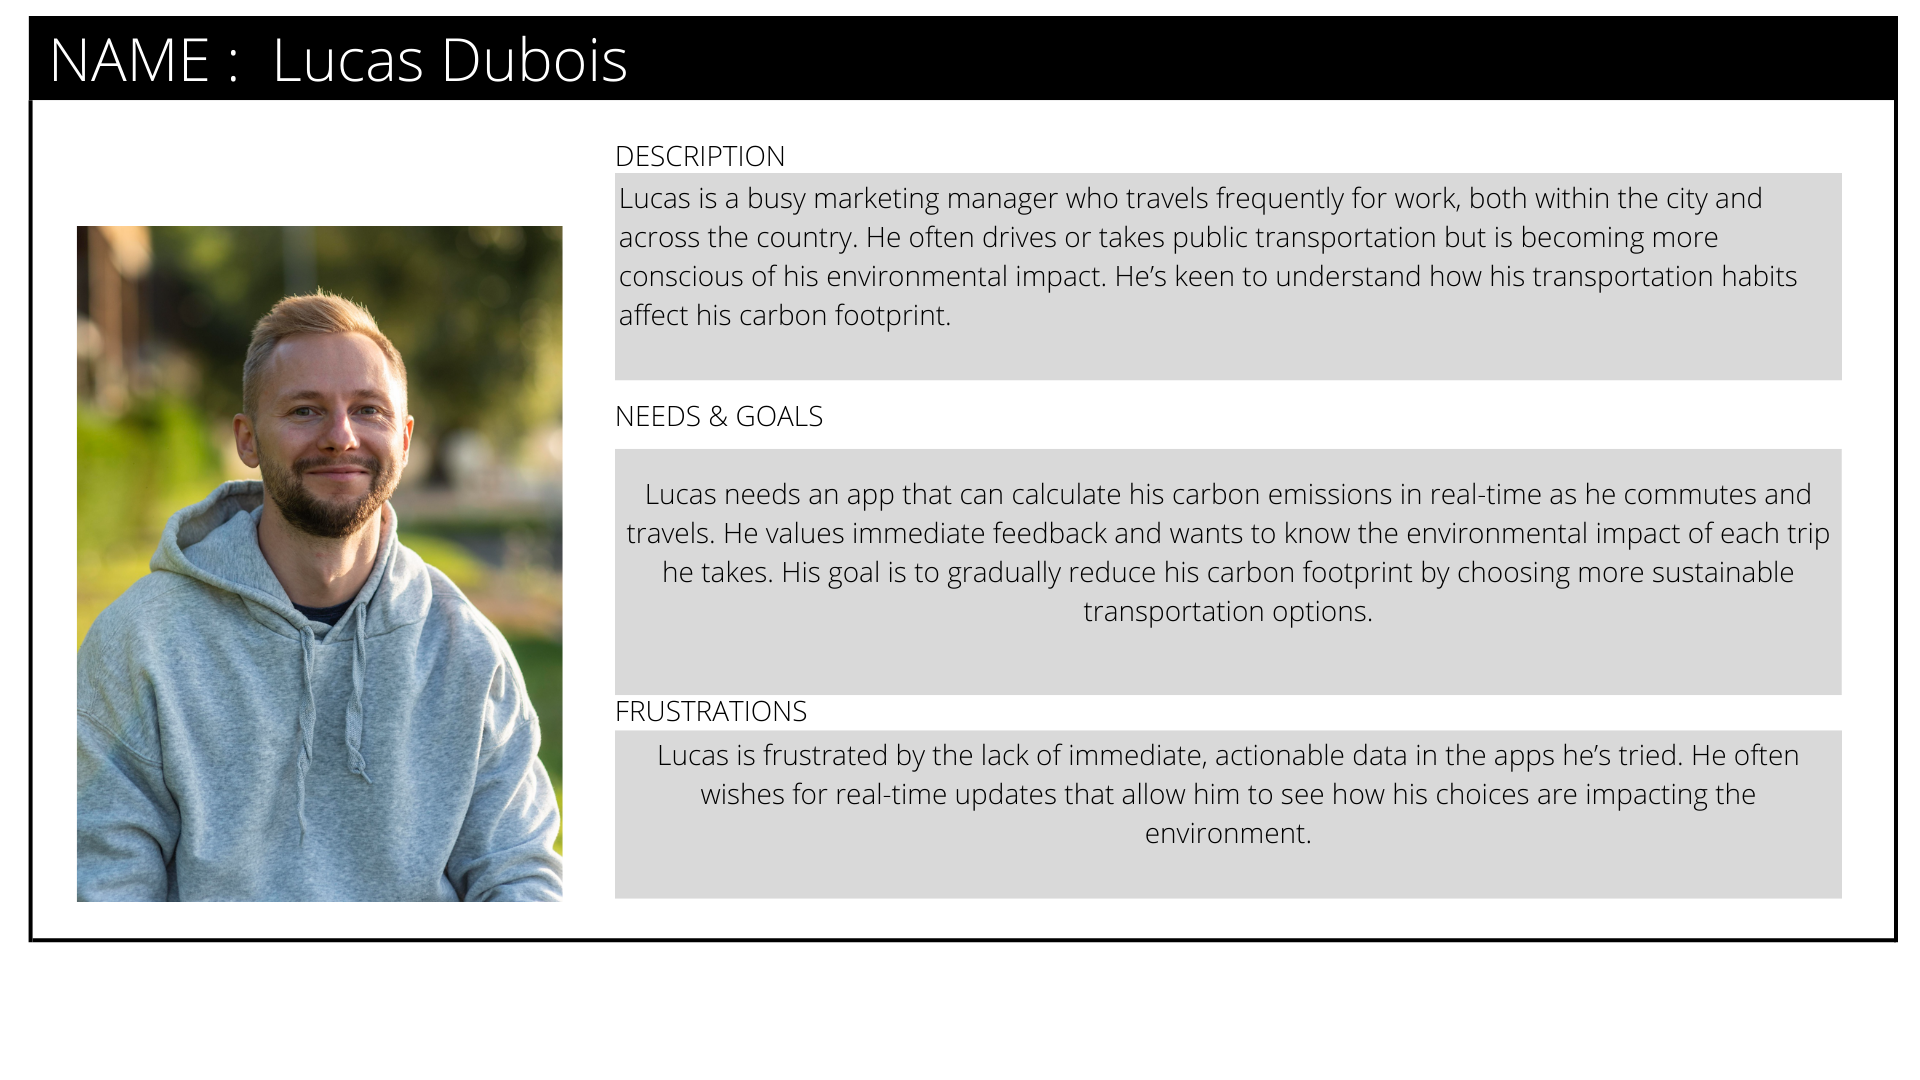 NAME :  Lucas Dubois
DESCRIPTION
Lucas is a busy marketing manager who travels frequently for work, both within the city and
across the country. He often drives or takes public transportation but is becoming more
conscious of his environmental impact. He’s keen to understand how his transportation habits
affect his carbon footprint.
NEEDS & GOALS
Lucas needs an app that can calculate his carbon emissions in real-time as he commutes and
travels. He values immediate feedback and wants to know the environmental impact of each trip
he takes. His goal is to gradually reduce his carbon footprint by choosing more sustainable
transportation options.
FRUSTRATIONS
Lucas is frustrated by the lack of immediate, actionable data in the apps he’s tried. He often
wishes for real-time updates that allow him to see how his choices are impacting the
environment.